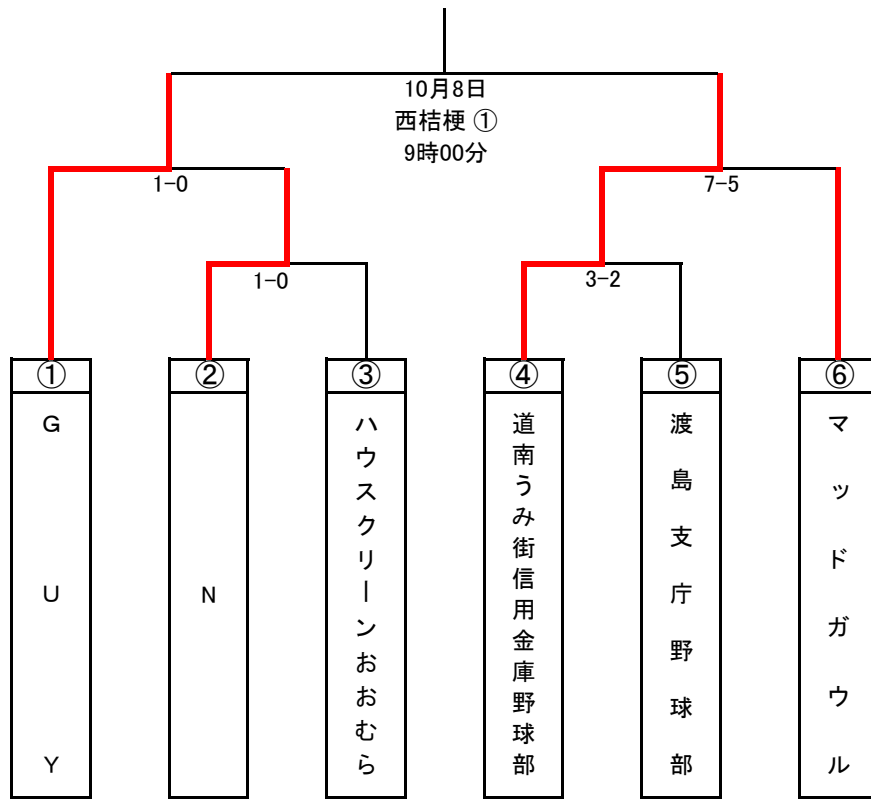 10月8日
西桔梗 ①
9時00分
1-0
7-5
1-0
3-2
①
②
③
④
⑤
⑥
GUY
N
ハウスクリーンおおむら
道南うみ街信用金庫野球部
渡島支庁野球部
マッドガウル